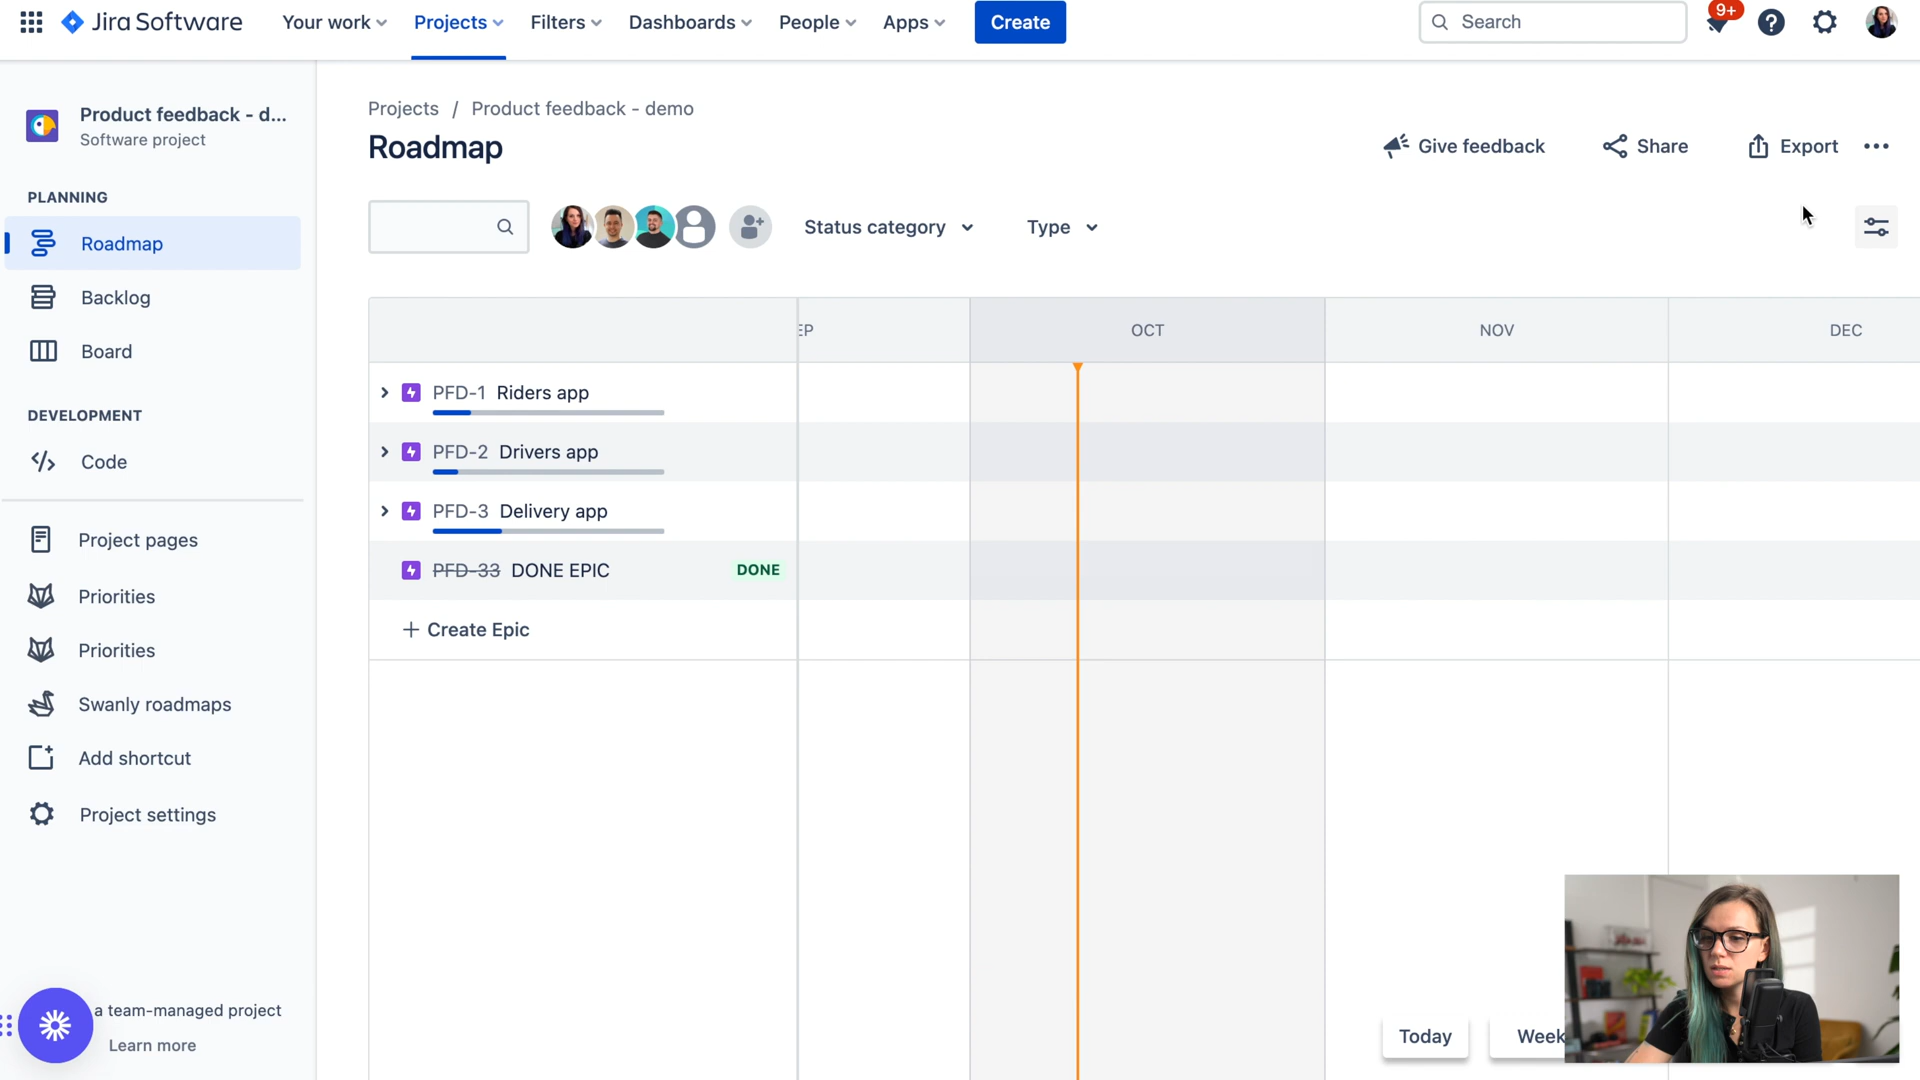 Jira Software
Your work
Projects
Filters
Dashboards
People
Apps
Create
Search
9+
Product feedback - d...
Software project
PLANNING
Roadmap
Backlog
Board
DEVELOPMENT
Code
Project pages
Priorities
Priorities
Swanly roadmaps
Add shortcut
Project settings
a team-managed project
Learn more
Projects / Product feedback - demo
Roadmap
Give feedback
Share
Export
Status category
Type
EP
OCT
NOV
DEC
PFD-1 Riders app
PFD-2 Drivers app
PFD-3 Delivery app
PFD-33 DONE EPIC
DONE
+ Create Epic
Today
Week